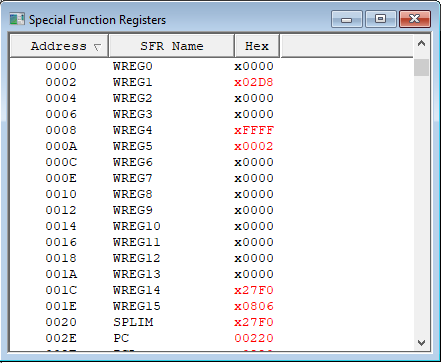 Special Function Registers
Address SFR Name Hex
0000 WREG0 x0000
0002 WREG1 x02D8
0004 WREG2 x0000
0006 WREG3 x0000
0008 WREG4 xFFFF
000A WREG5 x0002
000C WREG6 x0000
000E WREG7 x0000
0010 WREG8 x0000
0012 WREG9 x0000
0014 WREG10 x0000
0016 WREG11 x0000
0018 WREG12 x0000
001A WREG13 x0000
001C WREG14 x27F0
001E WREG15 x0806
0020 SPLIM x27F0
002E PC 00220